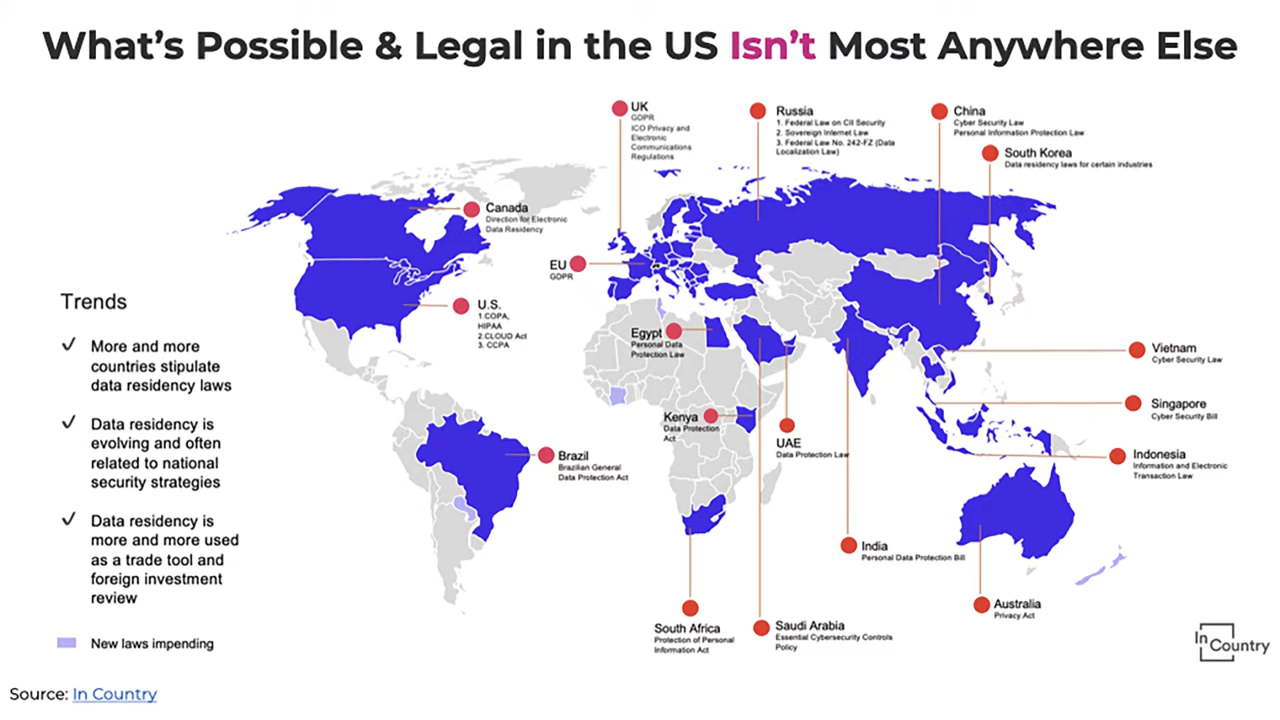 What's Possible & Legal in the US Isn't Most Anywhere Else
UK
GDPR
ICO Privacy and
Electronic
Communications
Regulations
Russia
1. Federal Law on CII Security
2. Sovereign Internet Law
3. Federal Law No. 242-FZ (Data
Localization Law)
China
Cyber Security Law
Personal Information Protection Law
South Korea
Data residency laws for certain industries
Canada
Direction for Electronic
Data Residency
EU
GDPR
U.S.
1.COPA,
HIPAA
2.CLOUD Act
3. CCPA
Egypt
Personal Data
Protection Law
Vietnam
Cyber Security Law
Kenya
Data Protection
Act
Singapore
Cyber Security Bill
UAE
Data Protection Law
Brazil
Brazilian General
Data Protection Act
Indonesia
Information and Electronic
Transaction Law
India
Personal Data Protection Bill
Australia
Privacy Act
South Africa
Protection of Personal
Information Act
Saudi Arabia
Essential Cybersecurity Controls
Policy
Trends
More and more
countries stipulate
data residency laws
Data residency is
evolving and often
related to national
security strategies
Data residency is
more and more used
as a trade tool and
foreign investment
review
New laws impending
In
Country
Source: In Country